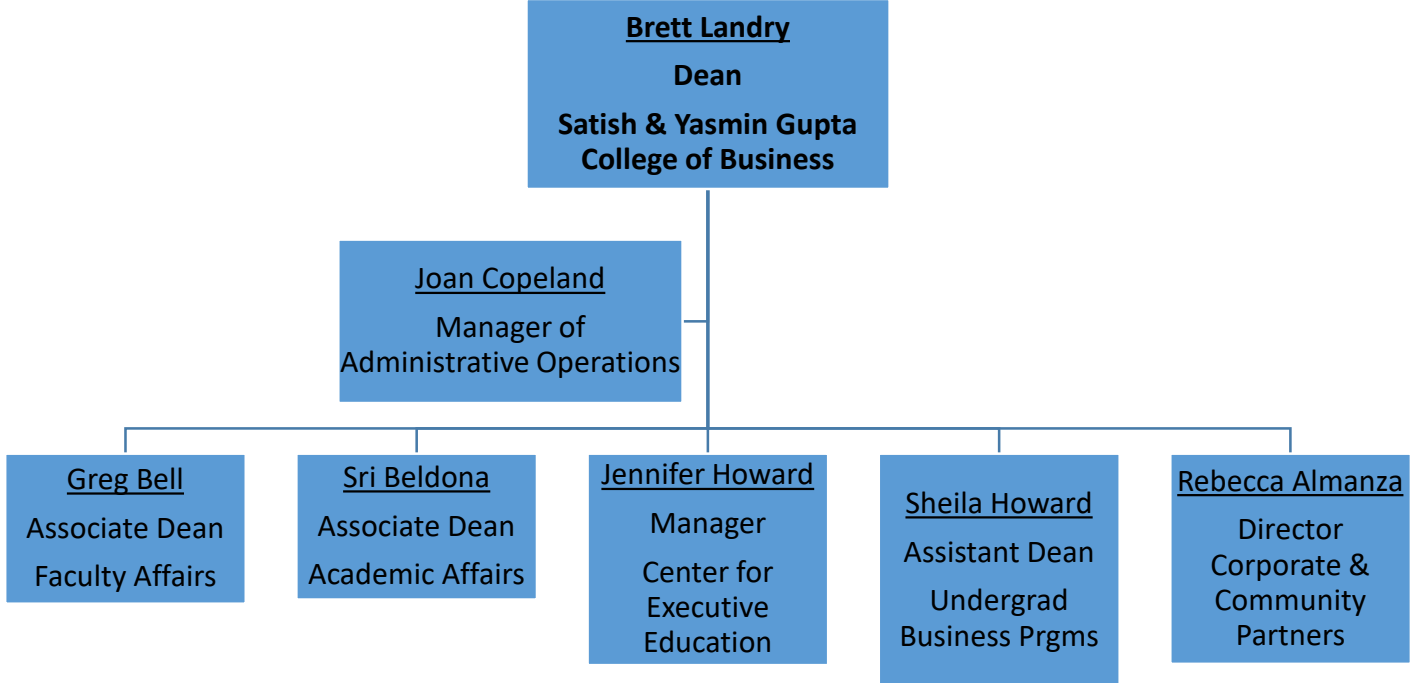 Brett Landry
Dean
Satish & Yasmin Gupta
College of Business
Joan Copeland
Manager of
Administrative Operations
Greg Bell
Associate Dean
Faculty Affairs
Sri Beldona
Associate Dean
Academic Affairs
Jennifer Howard
Manager
Center for
Executive
Education
Sheila Howard
Assistant Dean
Undergrad
Business Prgms
Rebecca Almanza
Director
Corporate &
Community
Partners